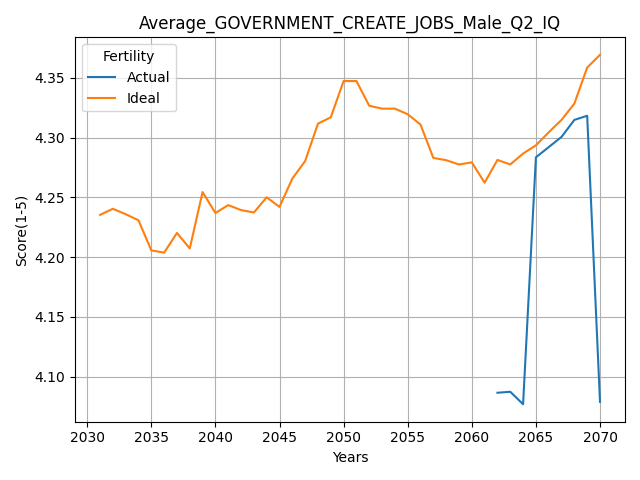 Average_GOVERNMENT_CREATE_JOBS_Male_Q2_IQ
Fertility
Actual
Ideal
Score(1-5)
4.35
4.30
4.25
4.20
4.15
4.10
2030 2035 2040 2045 2050 2055 2060 2065 2070
Years